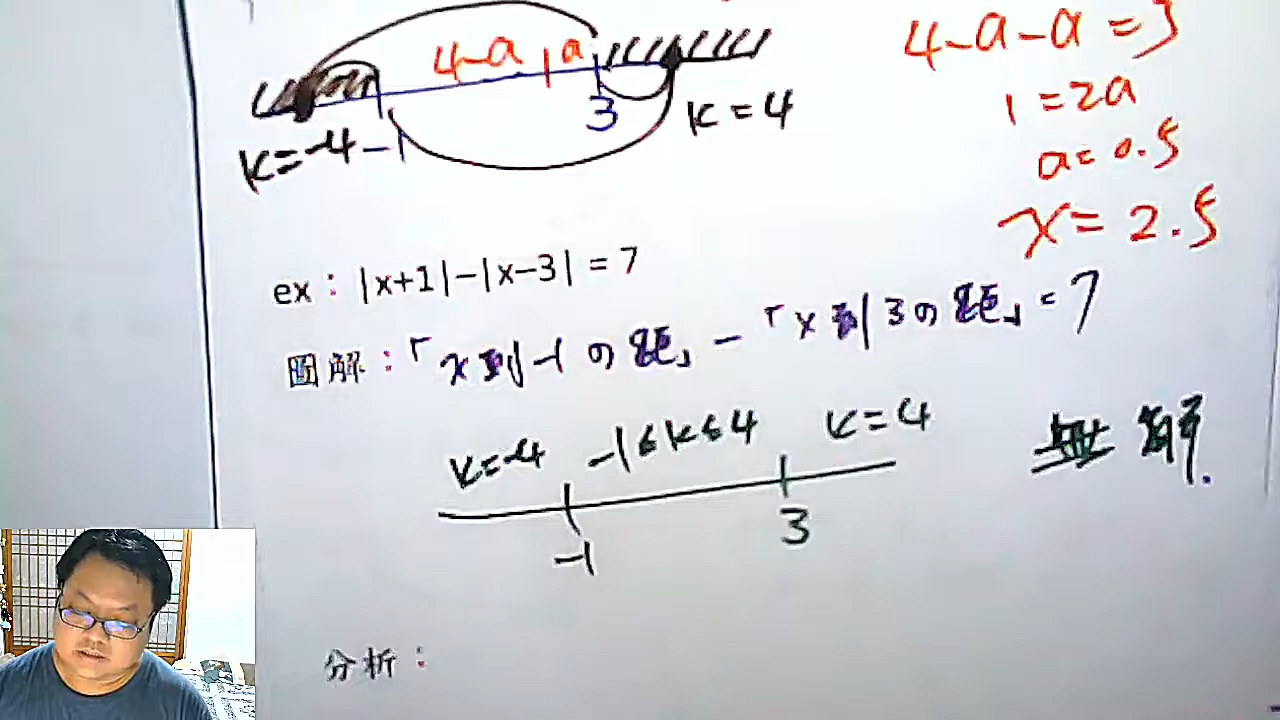 4-a a
4-a-a=3
3
k=4
k=-4
-1
1=2a
a=0.5
x=2.5
ex：|x+1|-|x-3|=7
圖解：「x到-1の距」-「x到3の距」=7
k=-4 -1≤k≤4 k=4
無解.
-1 3
分析：